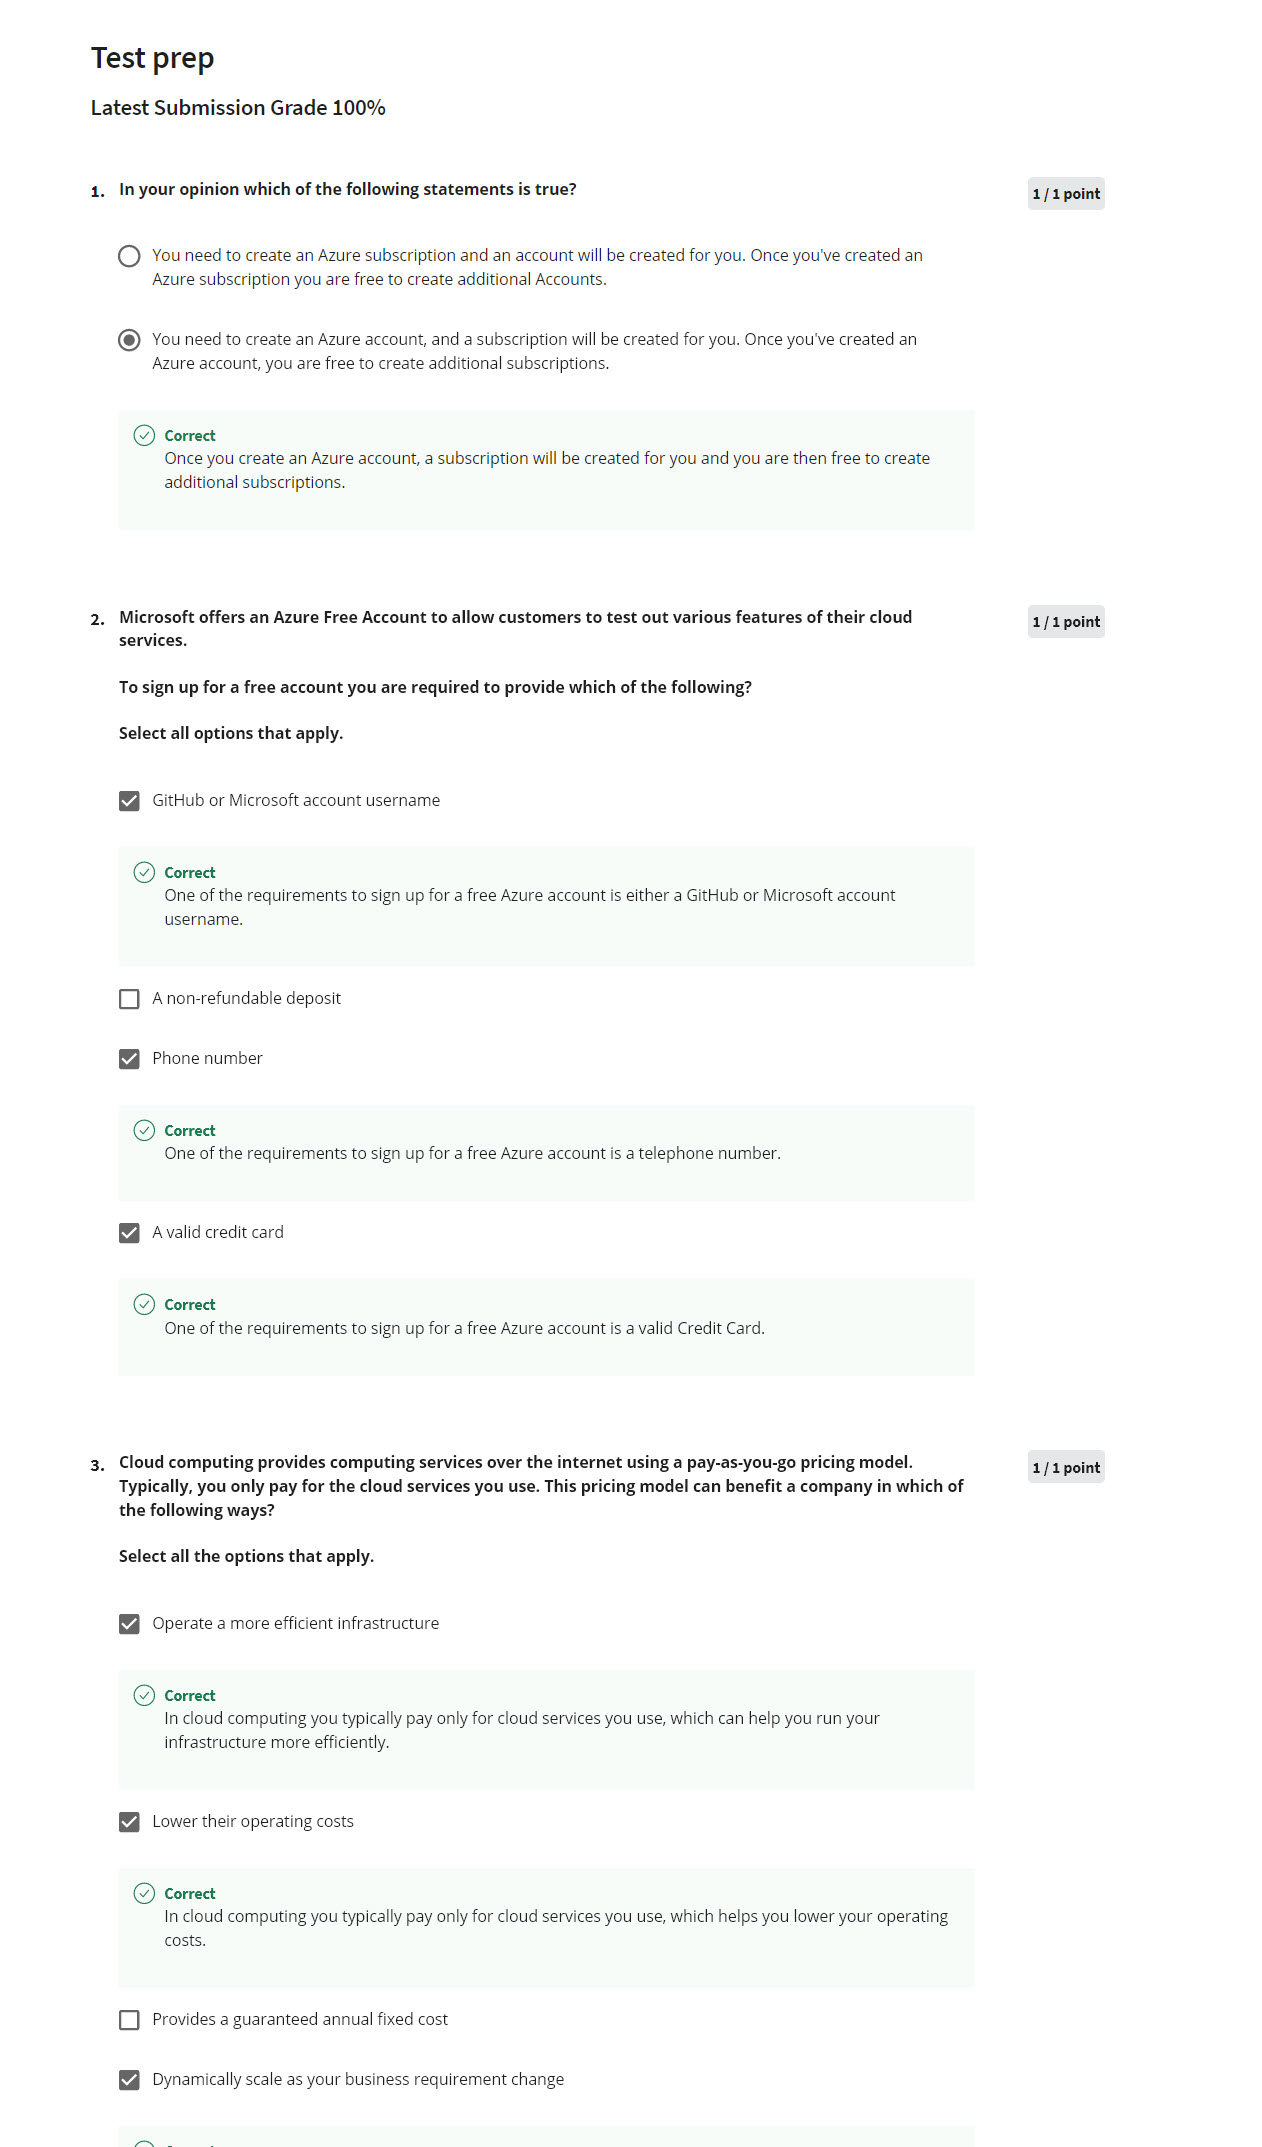 Test prep
Latest Submission Grade 100%
1. In your opinion which of the following statements is true?
1 / 1 point
You need to create an Azure subscription and an account will be created for you. Once you've created an
Azure subscription you are free to create additional Accounts.
You need to create an Azure account, and a subscription will be created for you. Once you've created an
Azure account, you are free to create additional subscriptions.
Correct
Once you create an Azure account, a subscription will be created for you and you are then free to create
additional subscriptions.
2. Microsoft offers an Azure Free Account to allow customers to test out various features of their cloud
services.
1 / 1 point
To sign up for a free account you are required to provide which of the following?
Select all options that apply.
GitHub or Microsoft account username
Correct
One of the requirements to sign up for a free Azure account is either a GitHub or Microsoft account
username.
A non-refundable deposit
Phone number
Correct
One of the requirements to sign up for a free Azure account is a telephone number.
A valid credit card
Correct
One of the requirements to sign up for a free Azure account is a valid Credit Card.
3. Cloud computing provides computing services over the internet using a pay-as-you-go pricing model.
Typically, you only pay for the cloud services you use. This pricing model can benefit a company in which of
the following ways?
1 / 1 point
Select all the options that apply.
Operate a more efficient infrastructure
Correct
In cloud computing you typically pay only for cloud services you use, which can help you run your
infrastructure more efficiently.
Lower their operating costs
Correct
In cloud computing you typically pay only for cloud services you use, which helps you lower your operating
costs.
Provides a guaranteed annual fixed cost
Dynamically scale as your business requirement change